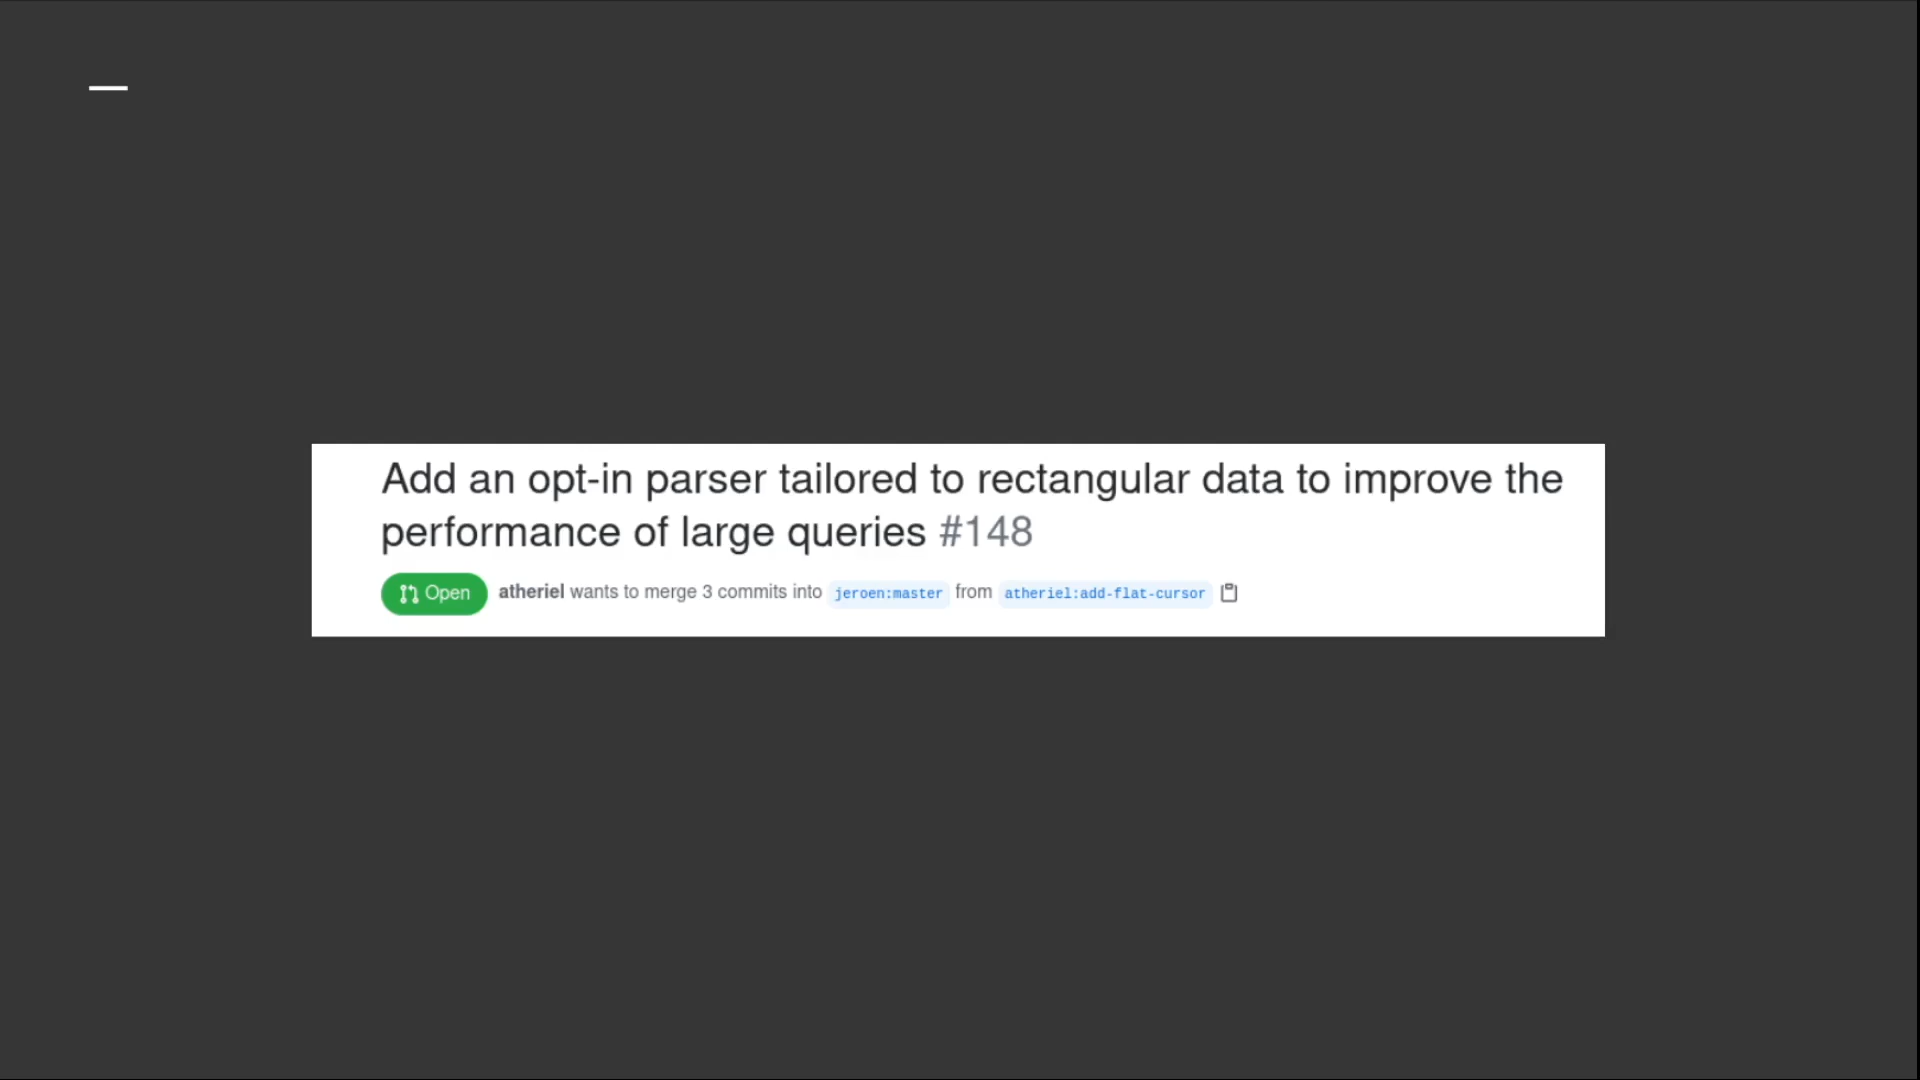 Add an opt-in parser tailored to rectangular data to improve the
performance of large queries #148
Open atheriel wants to merge 3 commits into jeroen:master from atheriel:add-flat-cursor